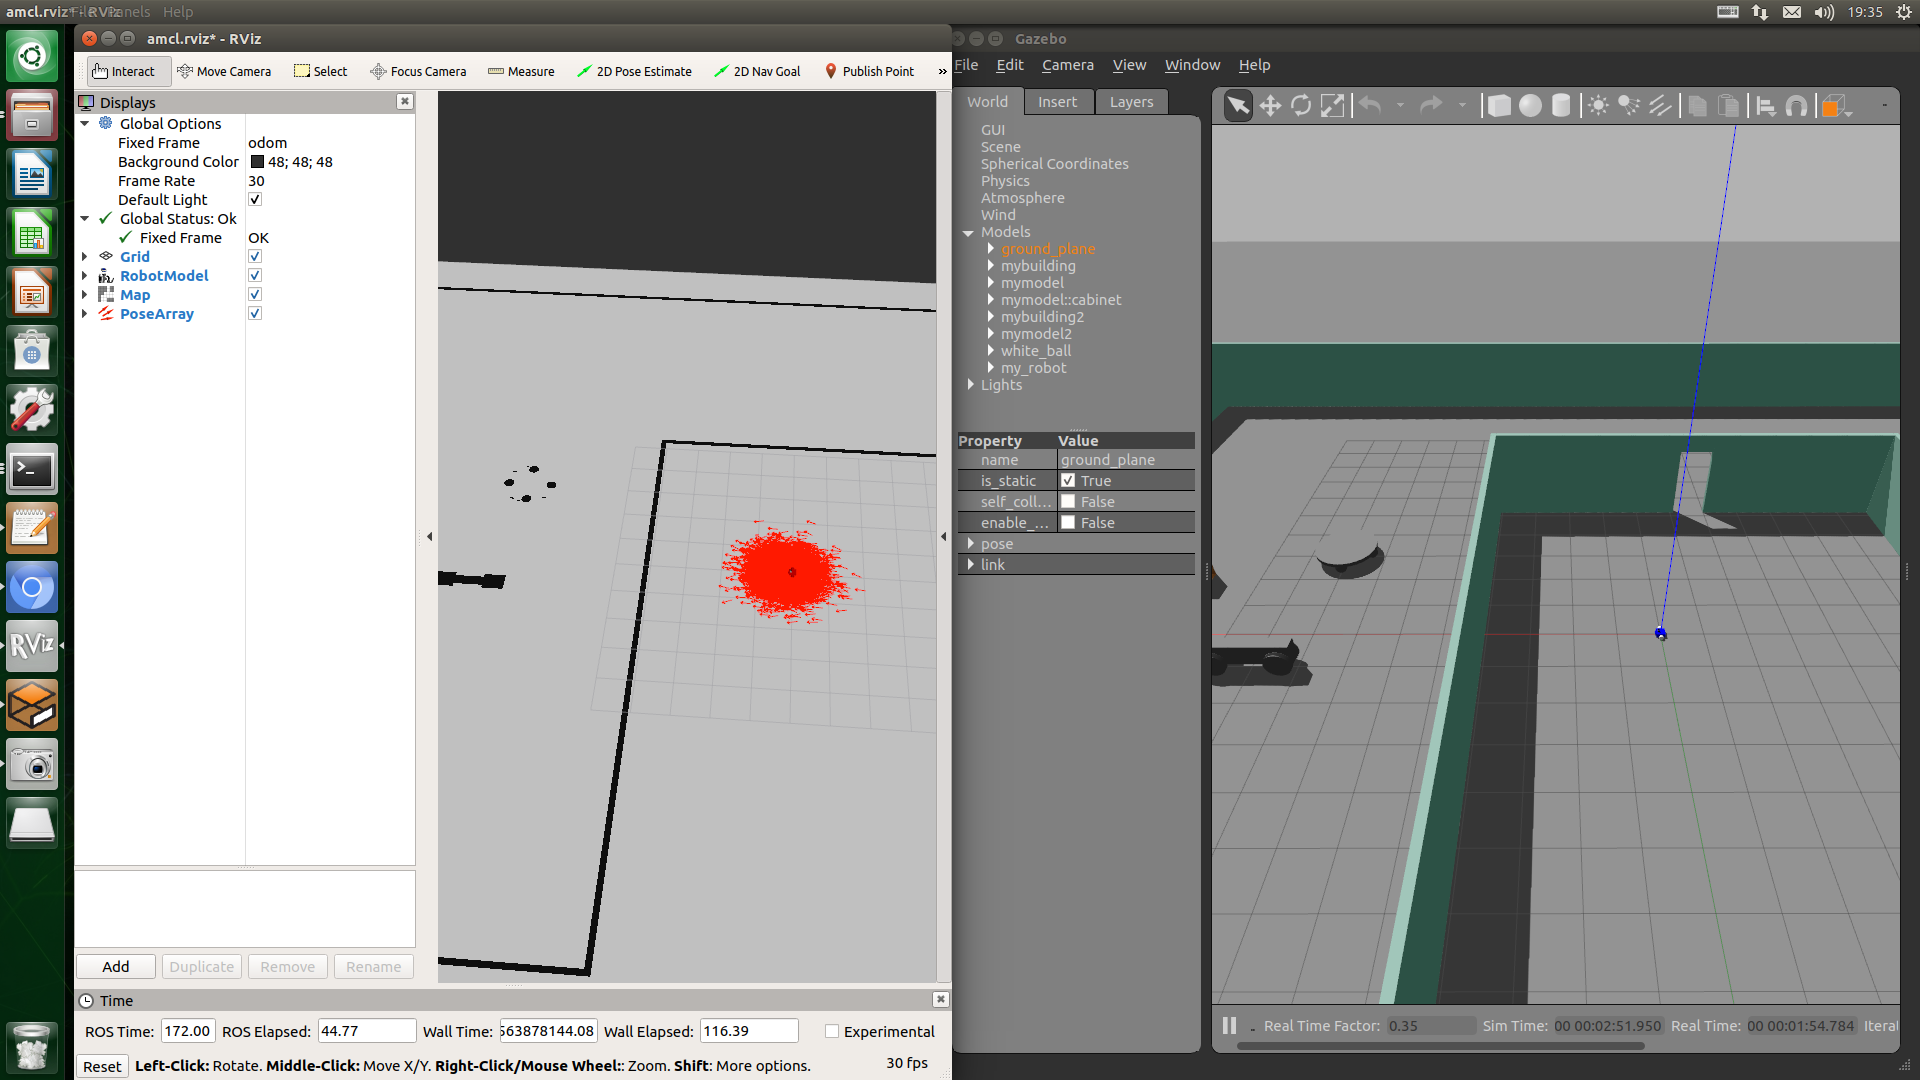 amcl.rviz* - RViz
Help
19:35
amcl.rviz* - RViz
Interact Move Camera Select Focus Camera Measure 2D Pose Estimate 2D Nav Goal Publish Point »
Displays
Global Options
Fixed Frame odom
Background Color 48; 48; 48
Frame Rate 30
Default Light
Global Status: Ok
Fixed Frame OK
Grid
RobotModel
Map
PoseArray
Add Duplicate Remove Rename
Time
ROS Time: 172.00 ROS Elapsed: 44.77 Wall Time: 563878144.08 Wall Elapsed: 116.39 Experimental
Reset Left-Click: Rotate. Middle-Click: Move X/Y. Right-Click/Mouse Wheel:: Zoom. Shift: More options. 30 fps
RViz
Gazebo
File Edit Camera View Window Help
World Insert Layers
GUI
Scene
Spherical Coordinates
Physics
Atmosphere
Wind
Models
ground_plane
mybuilding
mymodel
mymodel::cabinet
mybuilding2
mymodel2
white_ball
my_robot
Lights
Property Value
name ground_plane
is_static True
self_coll... False
enable_... False
pose
link
Real Time Factor: 0.35 Sim Time: 00 00:02:51.950 Real Time: 00 00:01:54.784 Iterat